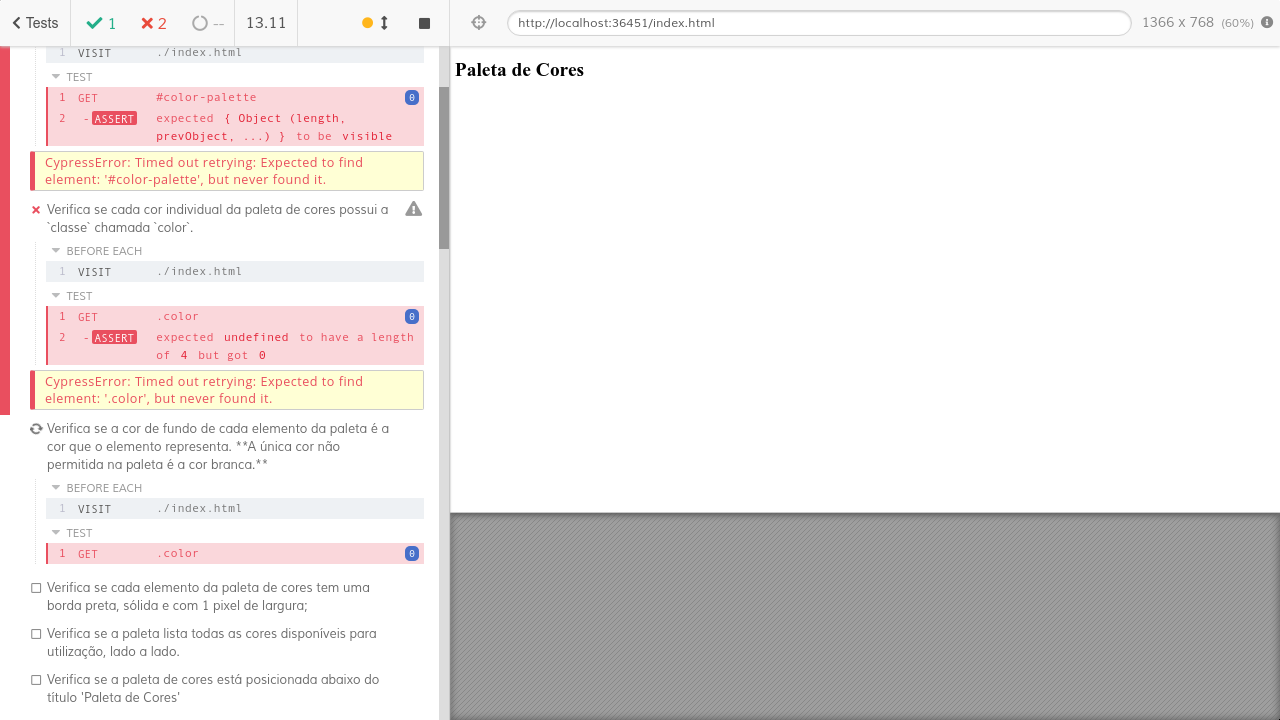 Tests 1 2 -- 13.11
http://localhost:36451/index.html 1366 x 768 (60%)
1 VISIT ./index.html
TEST
1 GET #color-palette 0
2 -ASSERT expected { Object (length,
prevObject, ...) } to be visible
CypressError: Timed out retrying: Expected to find
element: '#color-palette', but never found it.
Verifica se cada cor individual da paleta de cores possui a
`classe` chamada `color`.
BEFORE EACH
1 VISIT ./index.html
TEST
1 GET .color 0
2 -ASSERT expected undefined to have a length
of 4 but got 0
CypressError: Timed out retrying: Expected to find
element: '.color', but never found it.
Verifica se a cor de fundo de cada elemento da paleta é a
cor que o elemento representa. **A única cor não
permitida na paleta é a cor branca.**
BEFORE EACH
1 VISIT ./index.html
TEST
1 GET .color 0
Verifica se cada elemento da paleta de cores tem uma
borda preta, sólida e com 1 pixel de largura;
Verifica se a paleta lista todas as cores disponíveis para
utilização, lado a lado.
Verifica se a paleta de cores está posicionada abaixo do
título 'Paleta de Cores'
Paleta de Cores